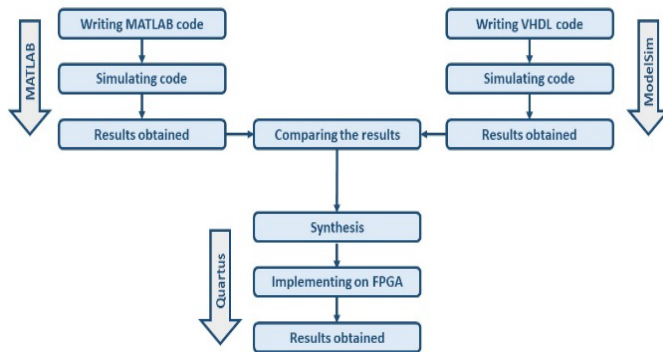 Writing MATLAB code
Writing VHDL code
MATLAB
Simulating code
Simulating code
ModelSim
Results obtained
Comparing the results
Results obtained
Synthesis
Quartus
Implementing on FPGA
Results obtained